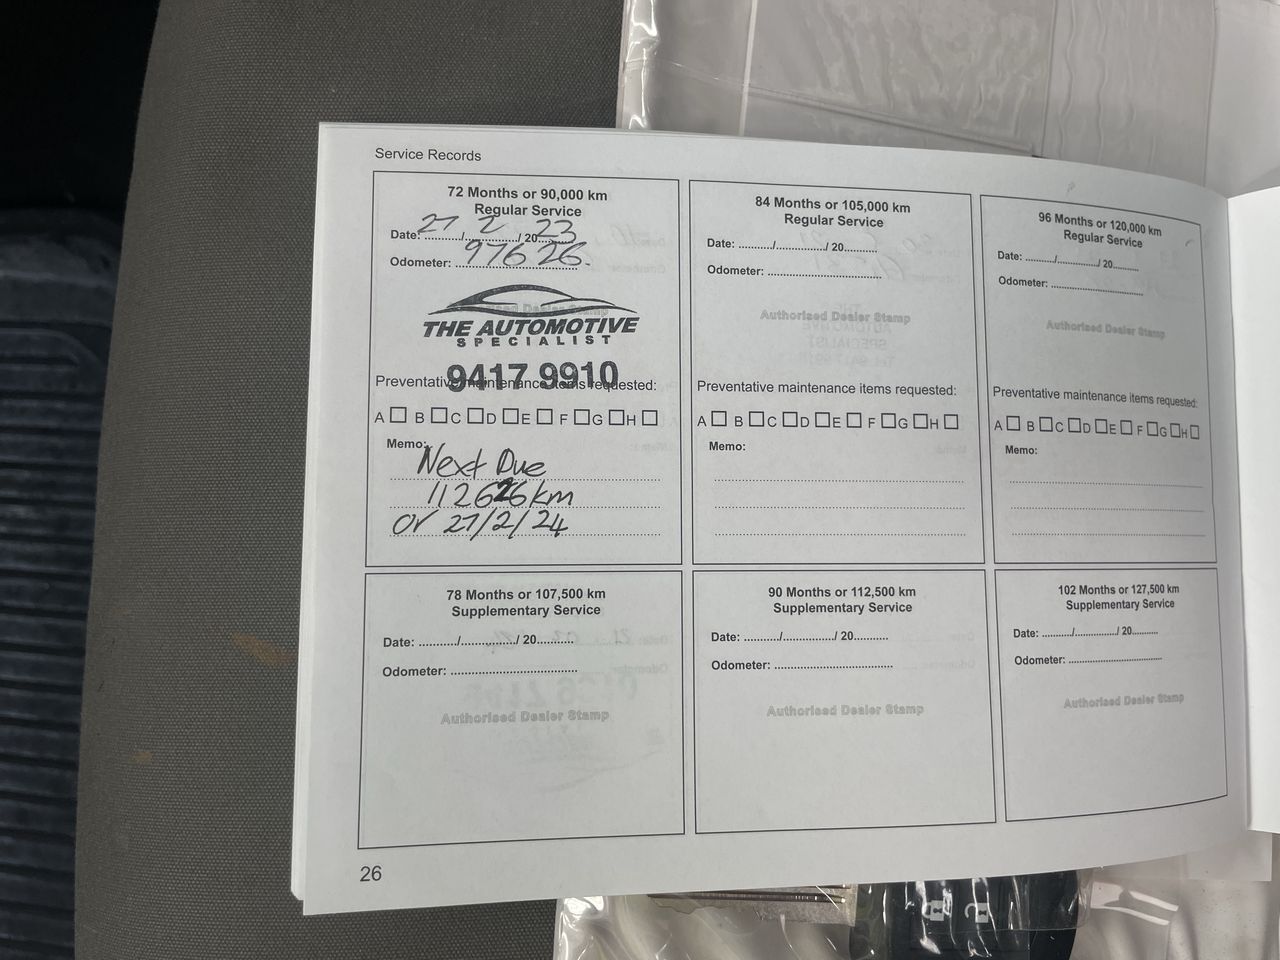 Service Records
72 Months or 90,000 km
Regular Service
Date: 27 / 2 / 2023
Odometer: 97626.
Authorised Dealer Stamp
THE AUTOMOTIVE
SPECIALIST
9417 9910
Preventative maintenance items requested:
A B C D E F G H
Memo:
Next Due
112626km
or 27/2/24
84 Months or 105,000 km
Regular Service
Date: ........./............../ 20..........
Odometer: ................................
Authorised Dealer Stamp
Preventative maintenance items requested:
A B C D E F G H
Memo:
96 Months or 120,000 km
Regular Service
Date: ........./............../ 20.........
Odometer: ..............................
Authorised Dealer Stamp
Preventative maintenance items requested:
A B C D E F G H
Memo:
78 Months or 107,500 km
Supplementary Service
Date: ........./............../ 20..........
Odometer: ...................................
Authorised Dealer Stamp
90 Months or 112,500 km
Supplementary Service
Date: ........./............../ 20..........
Odometer: ................................
Authorised Dealer Stamp
102 Months or 127,500 km
Supplementary Service
Date: ........./............../ 20.........
Odometer: ..............................
Authorised Dealer Stamp
26